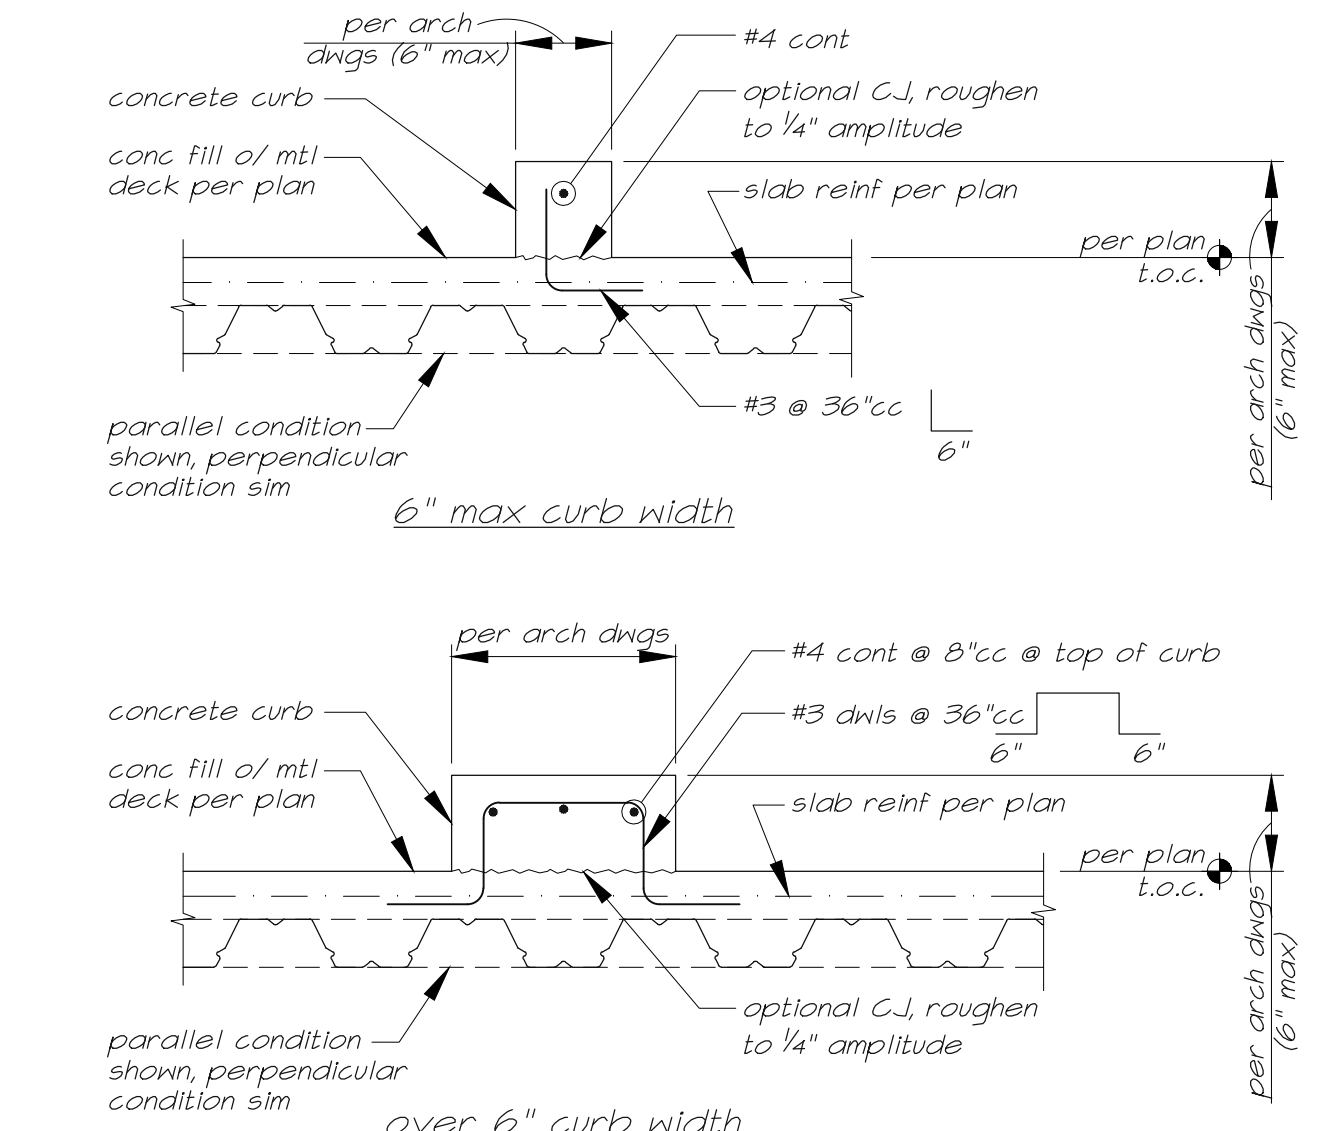 per arch
dwgs (6" max)
#4 cont
concrete curb
optional CJ, roughen
to 1/4" amplitude
conc fill o/ mtl
deck per plan
slab reinf per plan
per plan
t.o.c.
per arch dwgs
(6" max)
#3 @ 36"cc
6"
parallel condition
shown, perpendicular
condition sim
6" max curb width
per arch dwgs
#4 cont @ 8"cc @ top of curb
concrete curb
#3 dwls @ 36"cc
6" 6"
conc fill o/ mtl
deck per plan
slab reinf per plan
per plan
t.o.c.
per arch dwgs
(6" max)
optional CJ, roughen
to 1/4" amplitude
parallel condition
shown, perpendicular
condition sim
over 6" curb width